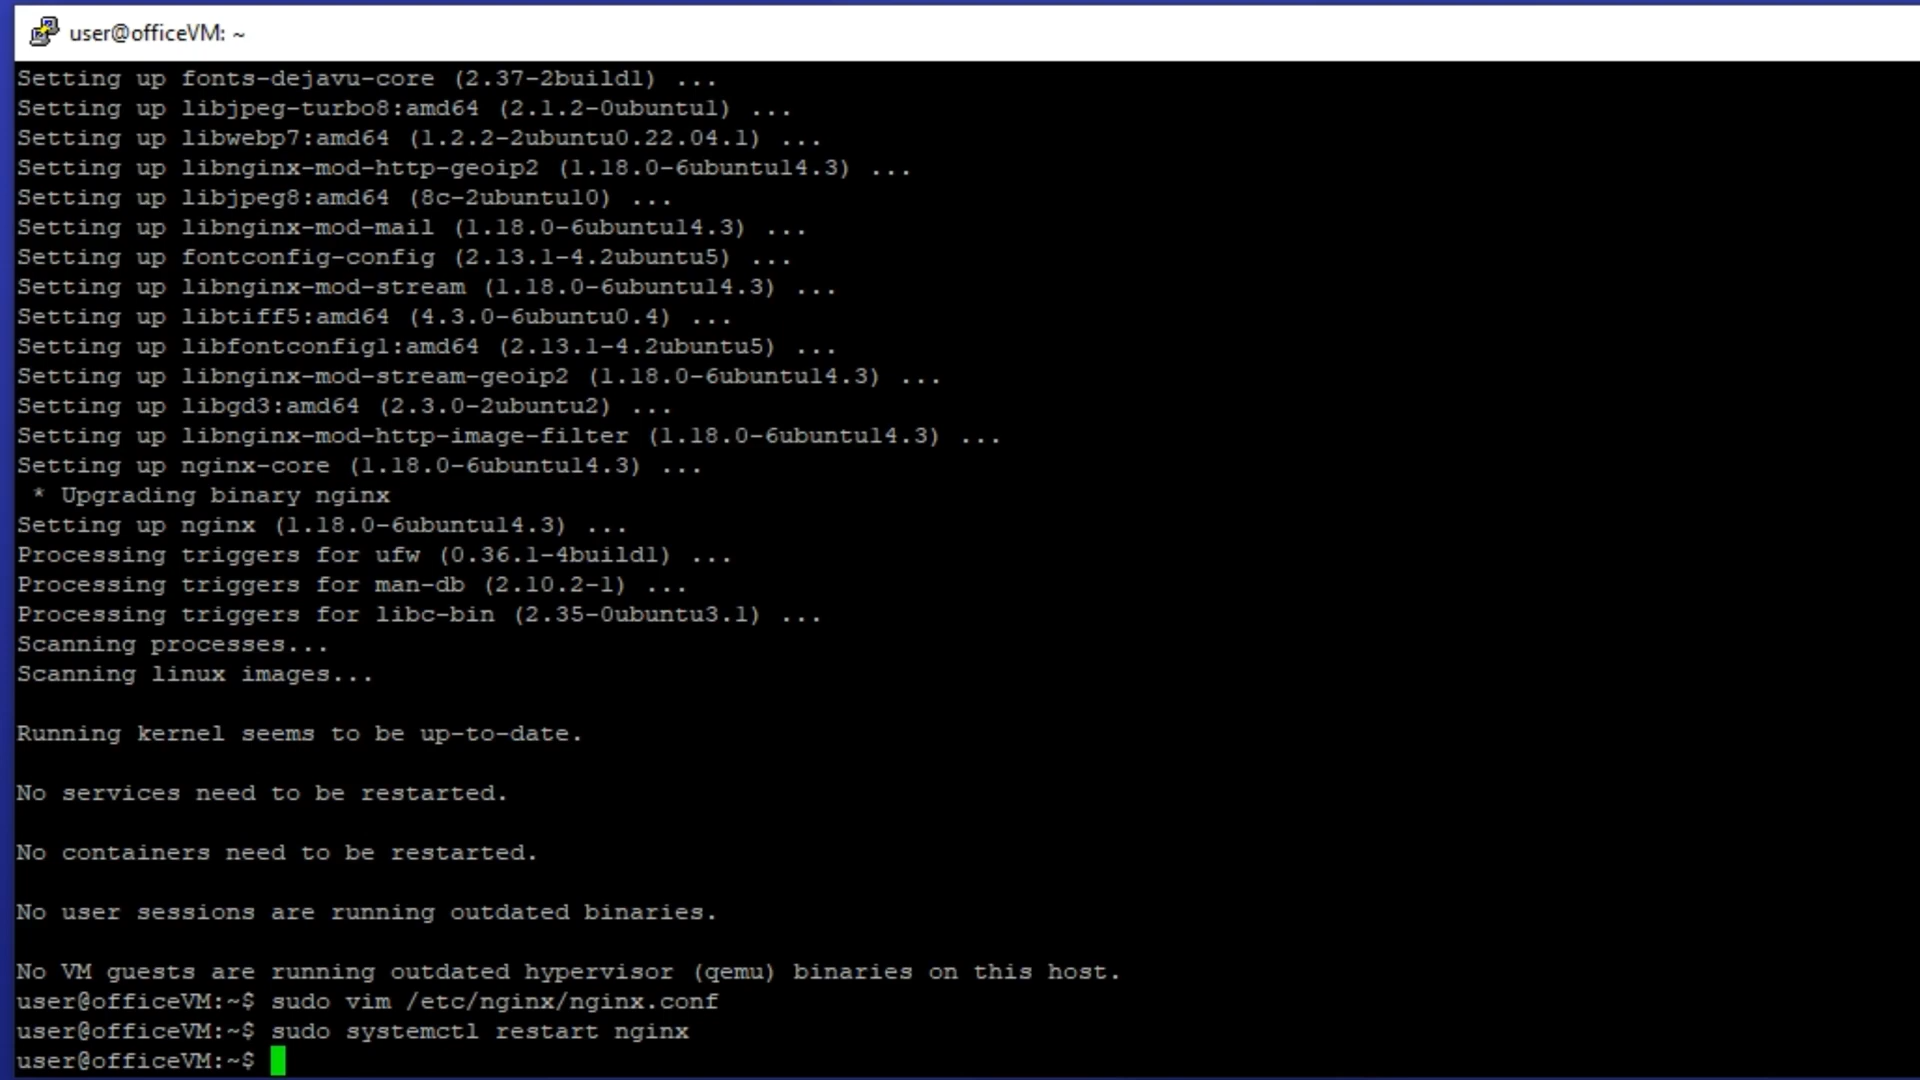 user@officeVM: ~
Setting up fonts-dejavu-core (2.37-2build1) ...
Setting up libjpeg-turbo8:amd64 (2.1.2-0ubuntu1) ...
Setting up libwebp7:amd64 (1.2.2-2ubuntu0.22.04.1) ...
Setting up libnginx-mod-http-geoip2 (1.18.0-6ubuntu14.3) ...
Setting up libjpeg8:amd64 (8c-2ubuntu10) ...
Setting up libnginx-mod-mail (1.18.0-6ubuntu14.3) ...
Setting up fontconfig-config (2.13.1-4.2ubuntu5) ...
Setting up libnginx-mod-stream (1.18.0-6ubuntu14.3) ...
Setting up libtiff5:amd64 (4.3.0-6ubuntu0.4) ...
Setting up libfontconfig1:amd64 (2.13.1-4.2ubuntu5) ...
Setting up libnginx-mod-stream-geoip2 (1.18.0-6ubuntu14.3) ...
Setting up libgd3:amd64 (2.3.0-2ubuntu2) ...
Setting up libnginx-mod-http-image-filter (1.18.0-6ubuntu14.3) ...
Setting up nginx-core (1.18.0-6ubuntu14.3) ...
 * Upgrading binary nginx
Setting up nginx (1.18.0-6ubuntu14.3) ...
Processing triggers for ufw (0.36.1-4build1) ...
Processing triggers for man-db (2.10.2-1) ...
Processing triggers for libc-bin (2.35-0ubuntu3.1) ...
Scanning processes...
Scanning linux images...
Running kernel seems to be up-to-date.
No services need to be restarted.
No containers need to be restarted.
No user sessions are running outdated binaries.
No VM guests are running outdated hypervisor (qemu) binaries on this host.
user@officeVM:~$ sudo vim /etc/nginx/nginx.conf
user@officeVM:~$ sudo systemctl restart nginx
user@officeVM:~$